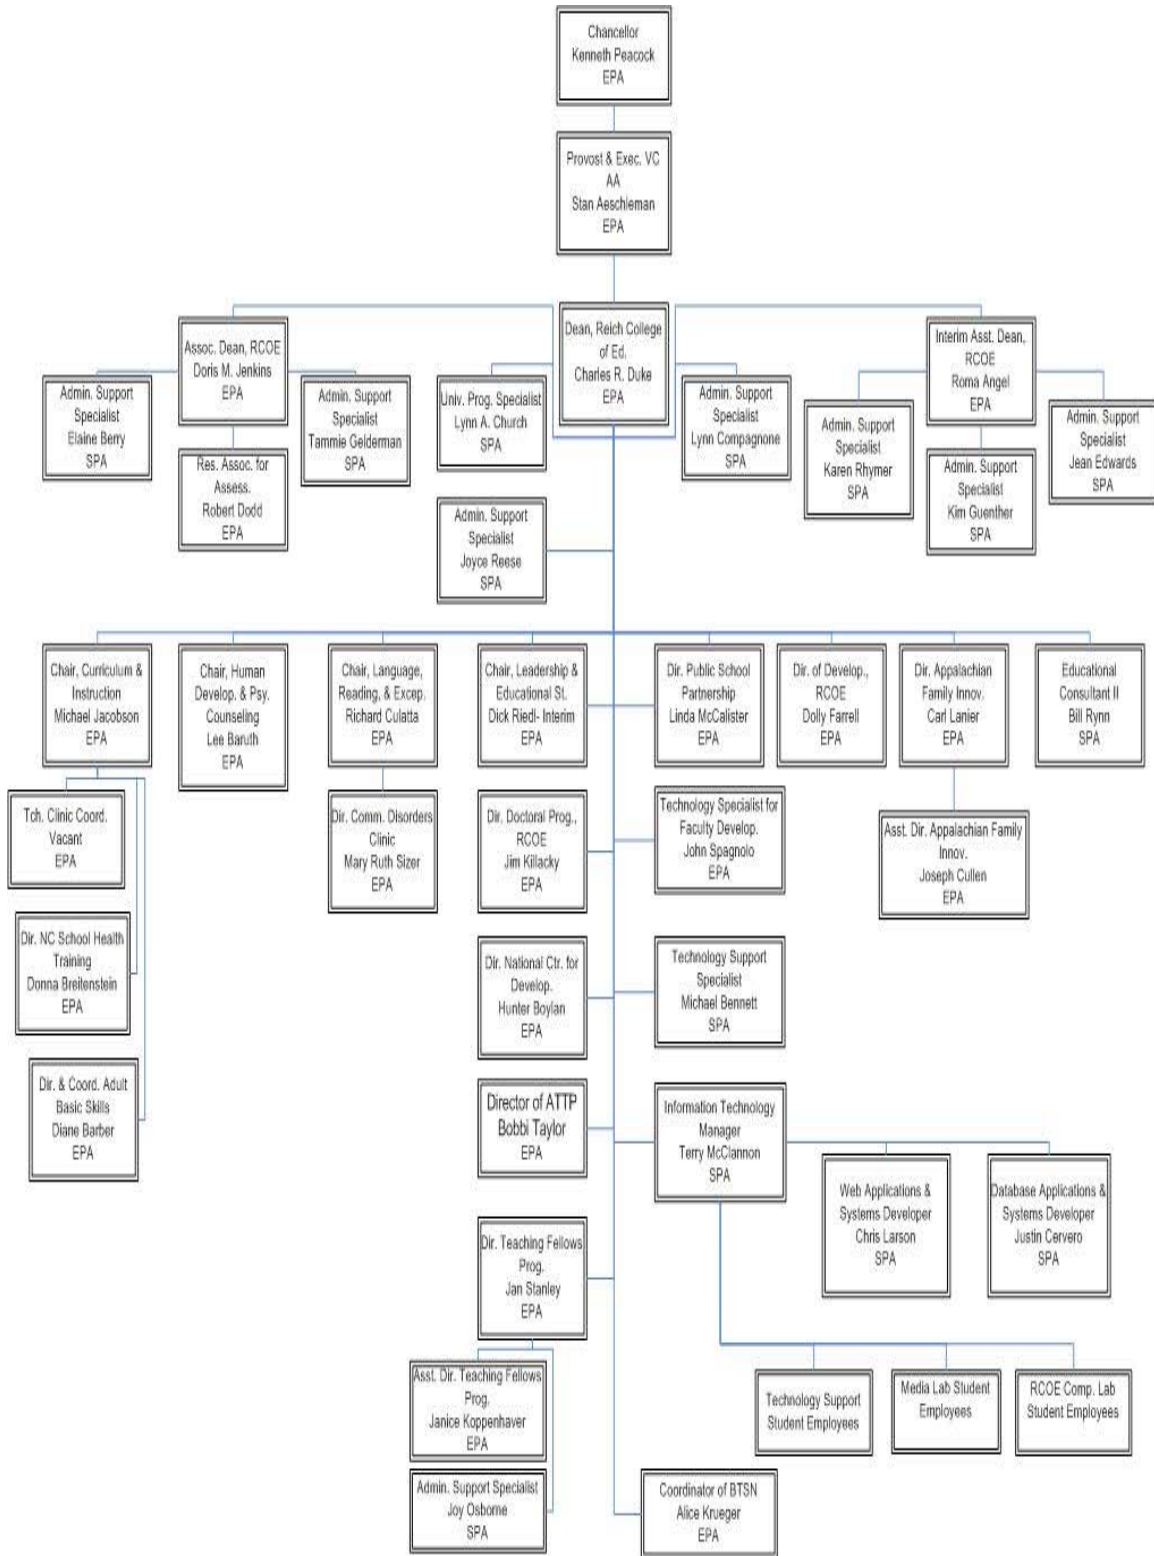 Chancellor
Kenneth Peacock
EPA
Provost & Exec. VC
AA
Stan Aeschleman
EPA
Dean, Reich College
of Ed.
Charles R. Duke
EPA
Assoc. Dean, RCOE
Doris M. Jenkins
EPA
Interim Asst. Dean,
RCOE
Roma Angel
EPA
Admin. Support
Specialist
Elaine Berry
SPA
Admin. Support
Specialist
Tammie Gelderman
SPA
Univ. Prog. Specialist
Lynn A. Church
SPA
Admin. Support
Specialist
Lynn Compagnone
SPA
Admin. Support
Specialist
Karen Rhymer
SPA
Admin. Support
Specialist
Jean Edwards
SPA
Res. Assoc. for
Assess.
Robert Dodd
EPA
Admin. Support
Specialist
Kim Guenther
SPA
Admin. Support
Specialist
Joyce Reese
SPA
Chair, Curriculum &
Instruction
Michael Jacobson
EPA
Chair, Human
Develop. & Psy.
Counseling
Lee Baruth
EPA
Chair, Language,
Reading, & Excep.
Richard Culatta
EPA
Chair, Leadership &
Educational St.
Dick Riedl- Interim
EPA
Dir. Public School
Partnership
Linda McCalister
EPA
Dir. of Develop.,
RCOE
Dolly Farrell
EPA
Dir. Appalachian
Family Innov.
Carl Lanier
EPA
Educational
Consultant II
Bill Rynn
SPA
Tch. Clinic Coord.
Vacant
EPA
Dir. Comm. Disorders
Clinic
Mary Ruth Sizer
EPA
Dir. Doctoral Prog.,
RCOE
Jim Killacky
EPA
Technology Specialist for
Faculty Develop.
John Spagnolo
EPA
Asst. Dir. Appalachian Family
Innov.
Joseph Cullen
EPA
Dir. NC School Health
Training
Donna Breitenstein
EPA
Dir. National Ctr. for
Develop.
Hunter Boylan
EPA
Technology Support
Specialist
Michael Bennett
SPA
Dir. & Coord. Adult
Basic Skills
Diane Barber
EPA
Director of ATTP
Bobbi Taylor
EPA
Information Technology
Manager
Terry McClannon
SPA
Web Applications &
Systems Developer
Chris Larson
SPA
Database Applications &
Systems Developer
Justin Cervero
SPA
Dir. Teaching Fellows
Prog.
Jan Stanley
EPA
Asst. Dir. Teaching Fellows
Prog.
Janice Koppenhaver
EPA
Technology Support
Student Employees
Media Lab Student
Employees
RCOE Comp. Lab
Student Employees
Admin. Support Specialist
Joy Osborne
SPA
Coordinator of BTSN
Alice Krueger
EPA